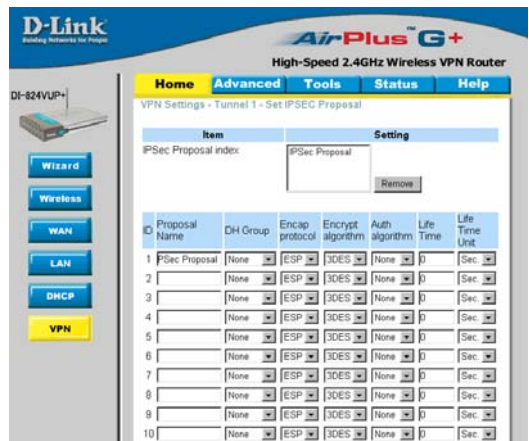 D-Link
Building Networks for People
AirPlus G+
™
High-Speed 2.4GHz Wireless VPN Router
DI-824VUP+
Home Advanced Tools Status Help
VPN Settings - Tunnel 1 - Set IPSEC Proposal
Item Setting
IPSec Proposal index
IPSec Proposal
Remove
Wizard
Wireless
WAN
LAN
DHCP
VPN
ID Proposal Name DH Group Encap protocol Encrypt algorithm Auth algorithm Life Time Life Time Unit
1 PSec Proposal None ESP 3DES None 0 Sec.
2 None ESP 3DES None 0 Sec.
3 None ESP 3DES None 0 Sec.
4 None ESP 3DES None 0 Sec.
5 None ESP 3DES None 0 Sec.
6 None ESP 3DES None 0 Sec.
7 None ESP 3DES None 0 Sec.
8 None ESP 3DES None 0 Sec.
9 None ESP 3DES None 0 Sec.
10 None ESP 3DES None 0 Sec.